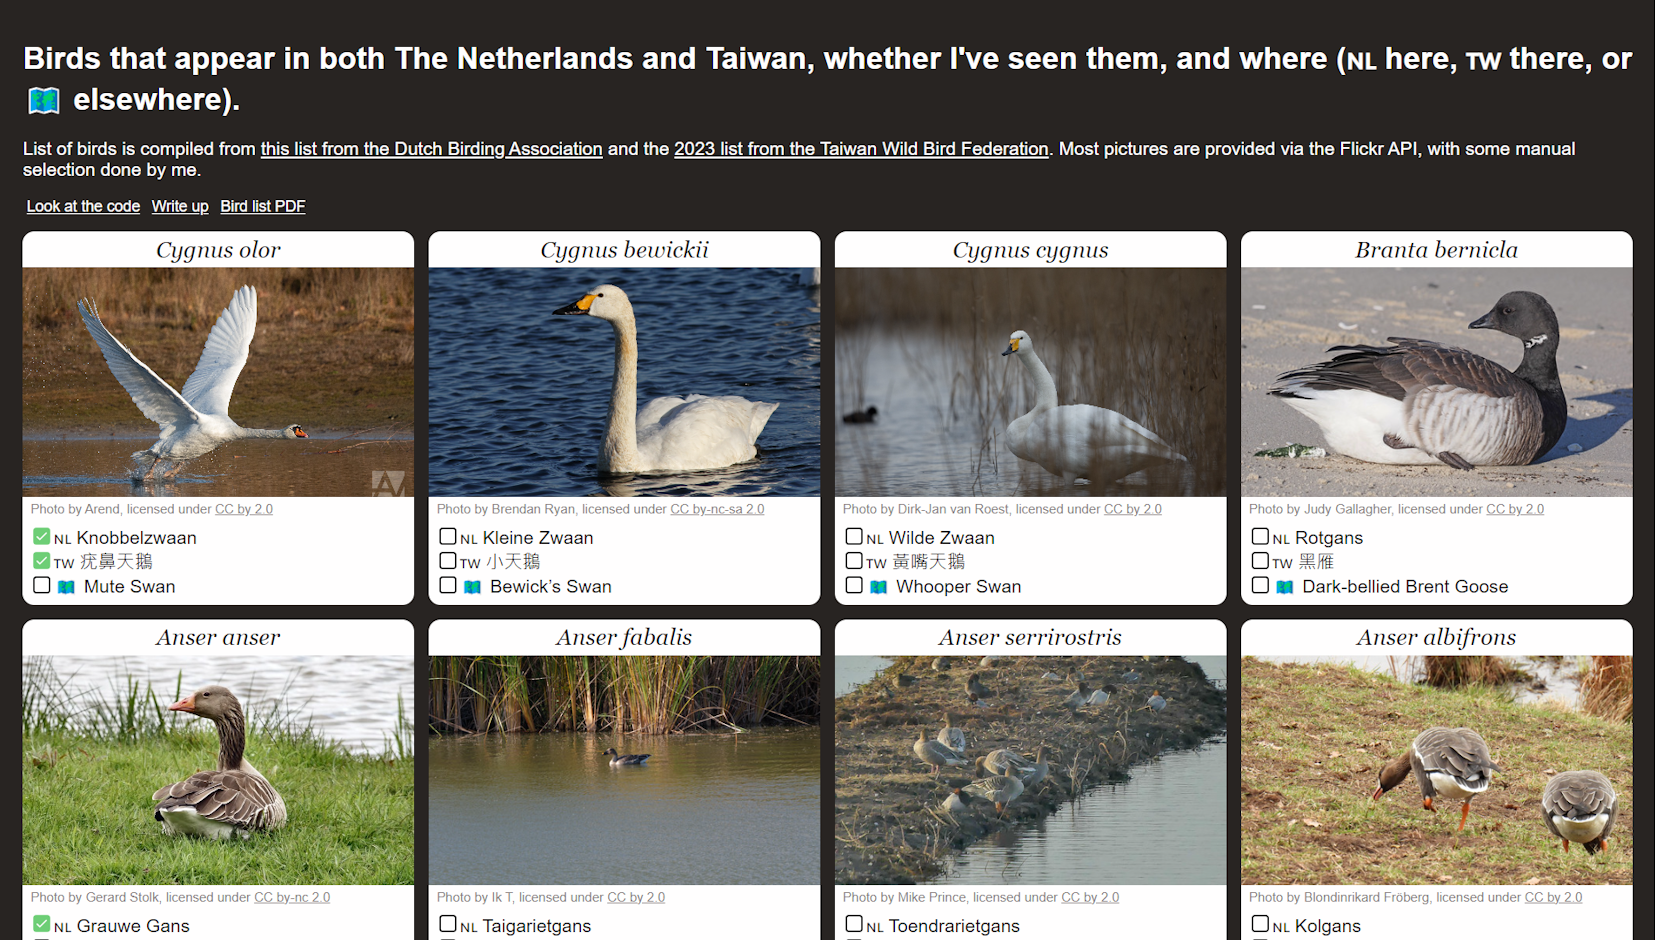 Birds that appear in both The Netherlands and Taiwan, whether I've seen them, and where (NL here, TW there, or
elsewhere).
List of birds is compiled from this list from the Dutch Birding Association and the 2023 list from the Taiwan Wild Bird Federation. Most pictures are provided via the Flickr API, with some manual
selection done by me.
Look at the code Write up Bird list PDF
Cygnus olor
AV
Photo by Arend, licensed under CC by 2.0
NL Knobbelzwaan
TW 疣鼻天鵝
Mute Swan
Cygnus bewickii
Photo by Brendan Ryan, licensed under CC by-nc-sa 2.0
NL Kleine Zwaan
TW 小天鵝
Bewick’s Swan
Cygnus cygnus
Photo by Dirk-Jan van Roest, licensed under CC by 2.0
NL Wilde Zwaan
TW 黃嘴天鵝
Whooper Swan
Branta bernicla
Photo by Judy Gallagher, licensed under CC by 2.0
NL Rotgans
TW 黑雁
Dark-bellied Brent Goose
Anser anser
Photo by Gerard Stolk, licensed under CC by-nc 2.0
NL Grauwe Gans
Anser fabalis
Photo by Ik T, licensed under CC by 2.0
NL Taigarietgans
Anser serrirostris
Photo by Mike Prince, licensed under CC by 2.0
NL Toendrarietgans
Anser albifrons
Photo by Blondinrikard Fröberg, licensed under CC by 2.0
NL Kolgans